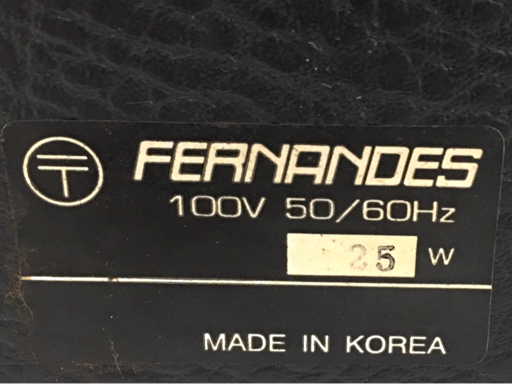 〒 FERNANDES
100V 50/60Hz
25 W
MADE IN KOREA